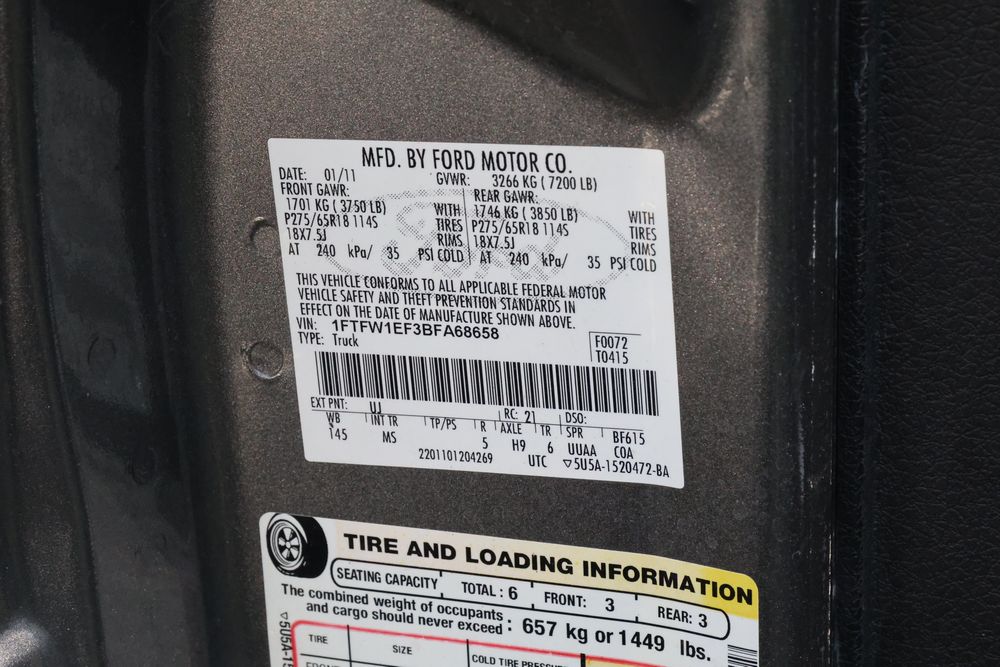 MFD. BY FORD MOTOR CO.
DATE: 01/11 GVWR: 3266 KG ( 7200 LB)
FRONT GAWR: REAR GAWR:
1701 KG ( 3750 LB) WITH 1746 KG ( 3850 LB) WITH
P275/65R18 114S TIRES P275/65R18 114S TIRES
18X7.5J RIMS 18X7.5J RIMS
AT 240 kPa/ 35 PSI COLD AT 240 kPa/ 35 PSI COLD
Ford
THIS VEHICLE CONFORMS TO ALL APPLICABLE FEDERAL MOTOR
VEHICLE SAFETY AND THEFT PREVENTION STANDARDS IN
EFFECT ON THE DATE OF MANUFACTURE SHOWN ABOVE.
VIN: 1FTFW1EF3BFA68658
TYPE: Truck
F0072
T0415
EXT PNT: UJ RC: 21 DSO:
WB INT TR TP/PS R AXLE TR SPR BF615
145 MS 5 H9 6 UUAA COA
2201101204269 UTC ▽5U5A-1520472-BA
TIRE AND LOADING INFORMATION
SEATING CAPACITY TOTAL : 6 FRONT: 3 REAR: 3
The combined weight of occupants
and cargo should never exceed : 657 kg or 1449 lbs.
TIRE SIZE